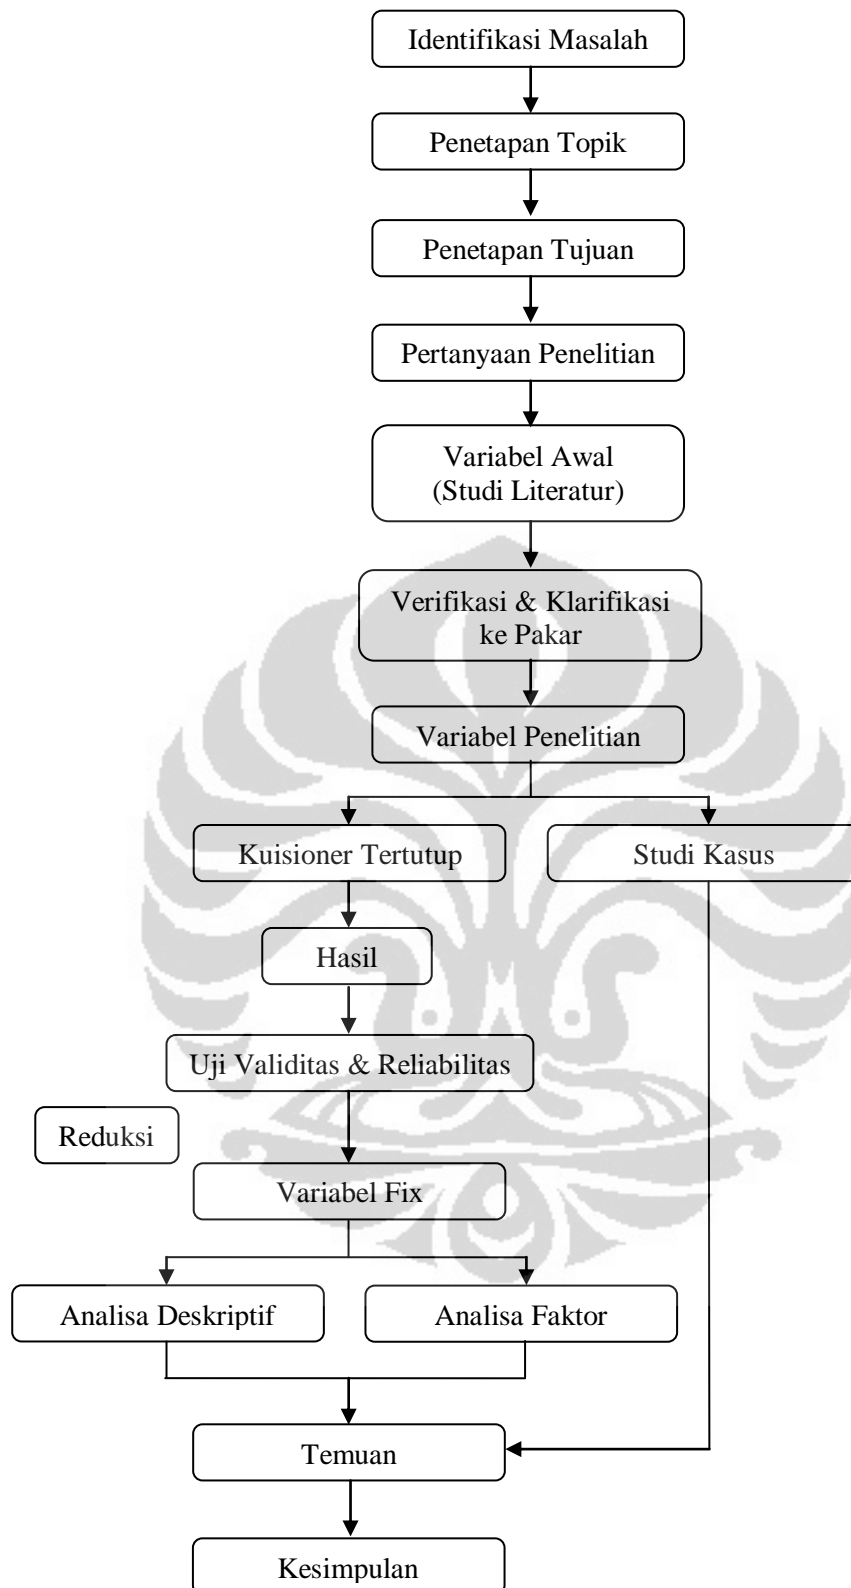 Identifikasi Masalah
Penetapan Topik
Penetapan Tujuan
Pertanyaan Penelitian
Variabel Awal
(Studi Literatur)
Verifikasi & Klarifikasi
ke Pakar
Variabel Penelitian
Kuisioner Tertutup
Studi Kasus
Hasil
Uji Validitas & Reliabilitas
Reduksi
Variabel Fix
Analisa Deskriptif
Analisa Faktor
Temuan
Kesimpulan